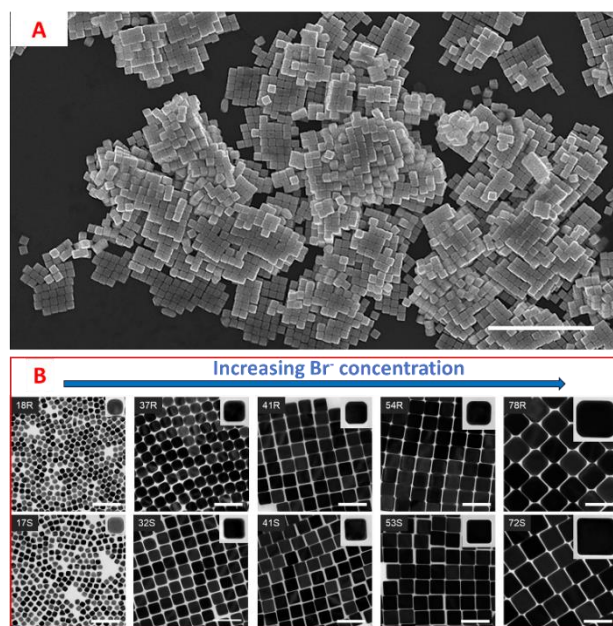 A
B
Increasing Br⁻ concentration
18R
37R
41R
54R
78R
17S
32S
41S
53S
72S